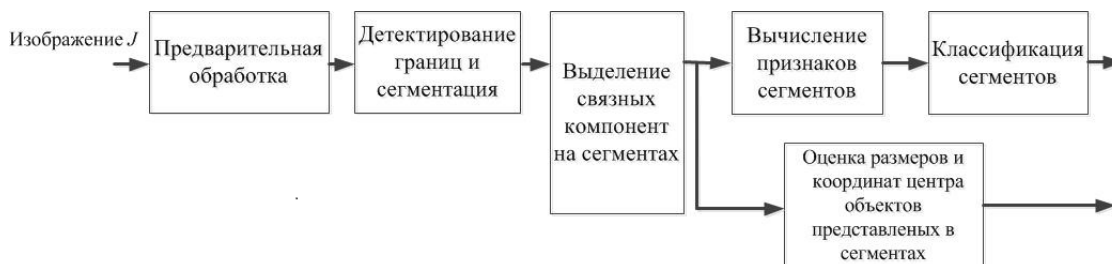 Изображение J
Предварительная
обработка
Детектирование
границ и
сегментация
Выделение
связных
компонент
на сегментах
Вычисление
признаков
сегментов
Классификация
сегментов
Оценка размеров и
координат центра
объектов
представленых в
сегментах